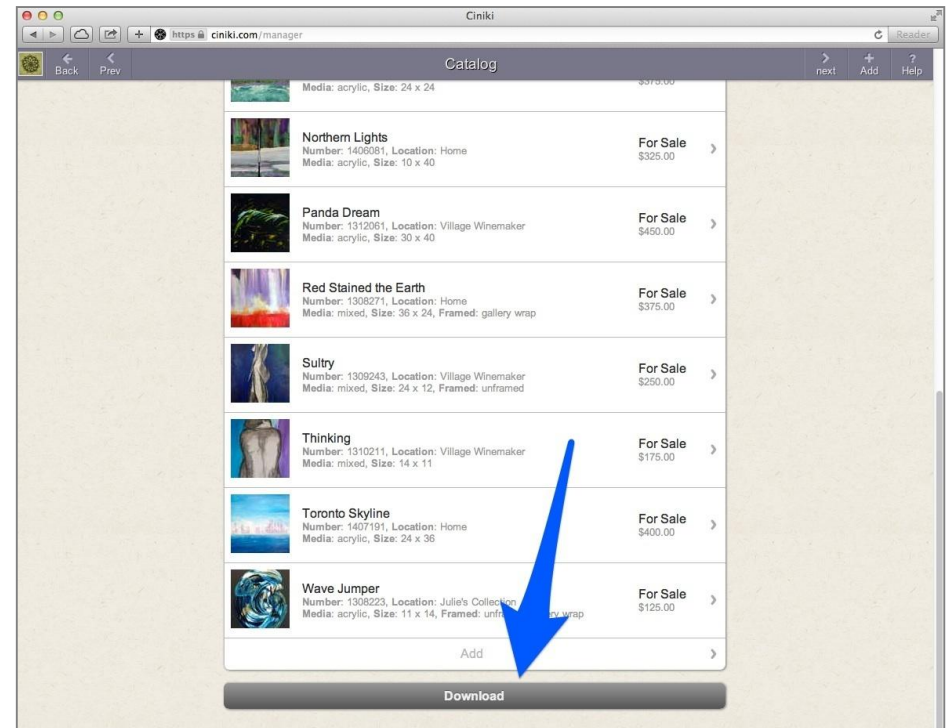 Ciniki
https ciniki.com/manager
Reader
Back
Prev
Catalog
next
Add
Help
Media: acrylic, Size: 24 x 24
$375.00
Northern Lights
Number: 1406081, Location: Home
Media: acrylic, Size: 10 x 40
For Sale
$325.00
Panda Dream
Number: 1312061, Location: Village Winemaker
Media: acrylic, Size: 30 x 40
For Sale
$450.00
Red Stained the Earth
Number: 1308271, Location: Home
Media: mixed, Size: 36 x 24, Framed: gallery wrap
For Sale
$375.00
Sultry
Number: 1309243, Location: Village Winemaker
Media: mixed, Size: 24 x 12, Framed: unframed
For Sale
$250.00
Thinking
Number: 1310211, Location: Village Winemaker
Media: mixed, Size: 14 x 11
For Sale
$175.00
Toronto Skyline
Number: 1407191, Location: Home
Media: acrylic, Size: 24 x 36
For Sale
$400.00
Wave Jumper
Number: 1308223, Location: Julie's Collection
Media: acrylic, Size: 11 x 14, Framed: wrap
For Sale
$125.00
Add
Download